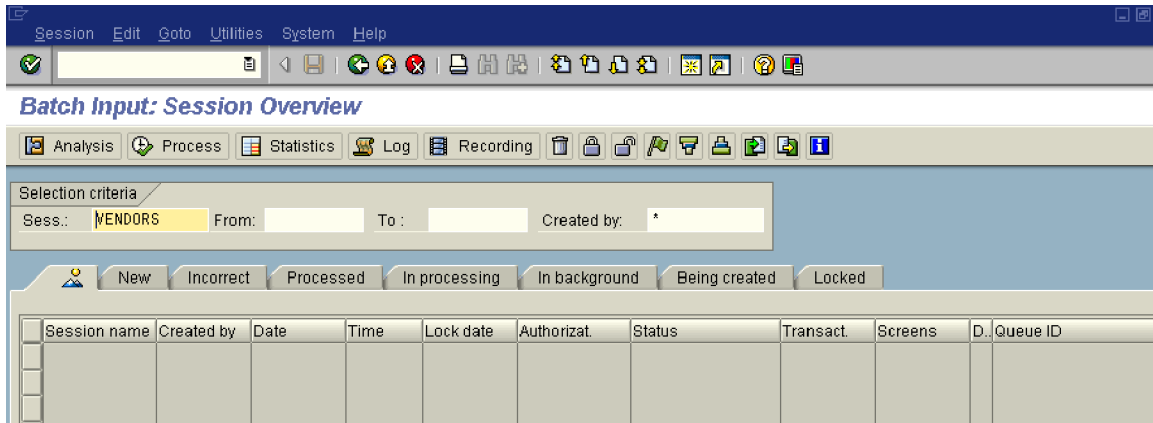 Session Edit Goto Utilities System Help
Batch Input: Session Overview
Analysis Process Statistics Log Recording
Selection criteria
Sess.: VENDORS From: To : Created by: *
New Incorrect Processed In processing In background Being created Locked
Session name Created by Date Time Lock date Authorizat. Status Transact. Screens D.. Queue ID